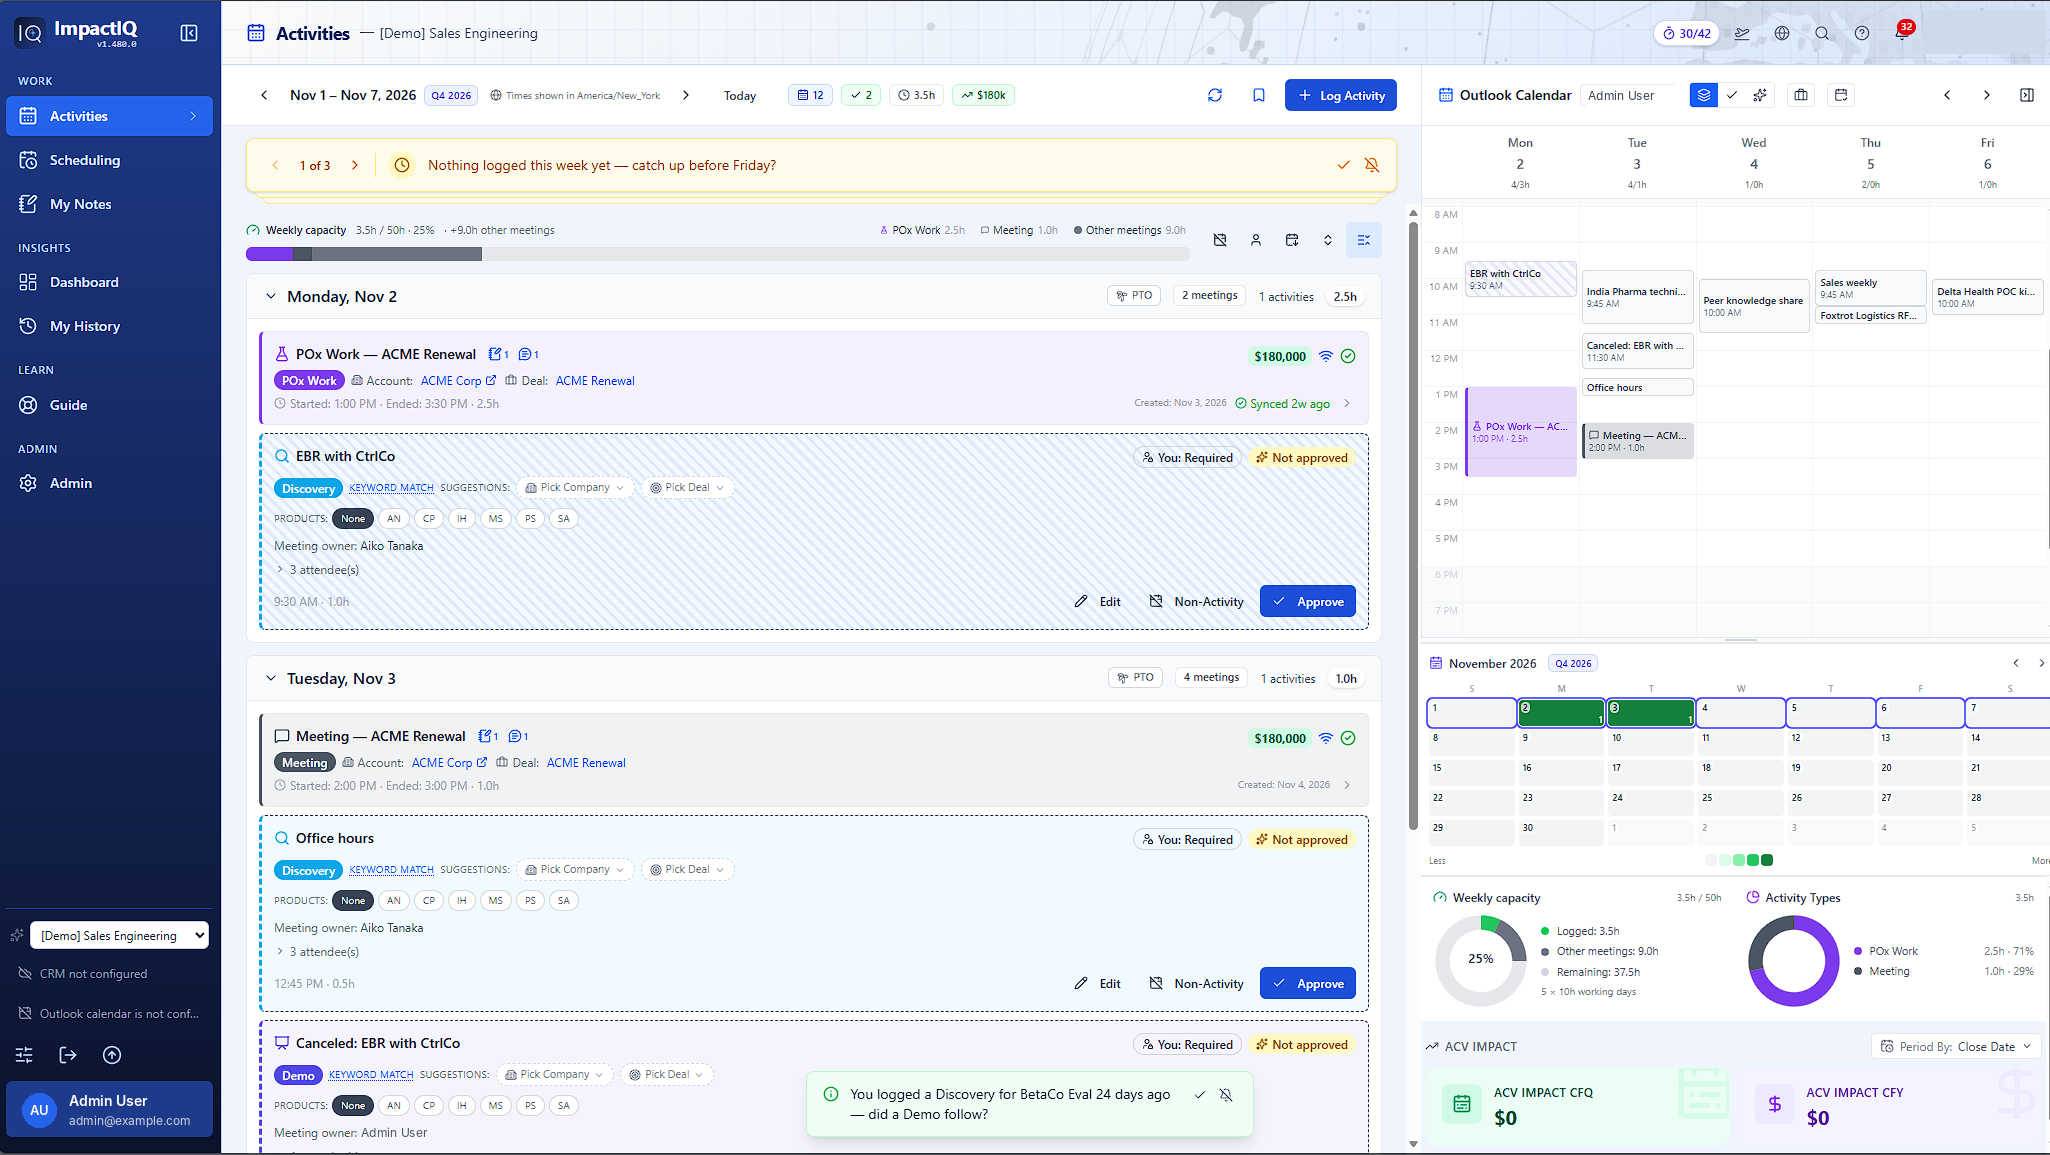 IQ ImpactIQ
v1.480.0
WORK
Activities
Scheduling
My Notes
INSIGHTS
Dashboard
My History
LEARN
Guide
ADMIN
Admin
[Demo] Sales Engineering
CRM not configured
Outlook calendar is not conf...
AU Admin User
admin@example.com
Activities — [Demo] Sales Engineering
30/42
32
Nov 1 – Nov 7, 2026 Q4 2026 Times shown in America/New_York Today 12 2 3.5h $180k Log Activity
1 of 3 Nothing logged this week yet — catch up before Friday?
Weekly capacity 3.5h / 50h · 25% · +9.0h other meetings POx Work 2.5h Meeting 1.0h Other meetings 9.0h
Monday, Nov 2 PTO 2 meetings 1 activities 2.5h
POx Work — ACME Renewal 1 1 $180,000
POx Work Account: ACME Corp Deal: ACME Renewal
Started: 1:00 PM · Ended: 3:30 PM · 2.5h Created: Nov 3, 2026 Synced 2w ago
EBR with CtrlCo You: Required Not approved
Discovery KEYWORD MATCH SUGGESTIONS: Pick Company Pick Deal
PRODUCTS: None AN CP IH MS PS SA
Meeting owner: Aiko Tanaka
3 attendee(s)
9:30 AM · 1.0h Edit Non-Activity Approve
Tuesday, Nov 3 PTO 4 meetings 1 activities 1.0h
Meeting — ACME Renewal 1 1 $180,000
Meeting Account: ACME Corp Deal: ACME Renewal
Started: 2:00 PM · Ended: 3:00 PM · 1.0h Created: Nov 4, 2026
Office hours You: Required Not approved
Discovery KEYWORD MATCH SUGGESTIONS: Pick Company Pick Deal
PRODUCTS: None AN CP IH MS PS SA
Meeting owner: Aiko Tanaka
3 attendee(s)
12:45 PM · 0.5h Edit Non-Activity Approve
Canceled: EBR with CtrlCo You: Required Not approved
Demo KEYWORD MATCH SUGGESTIONS: Pick Company Pick Deal
PRODUCTS: None AN CP IH MS PS SA
Meeting owner: Admin User
You logged a Discovery for BetaCo Eval 24 days ago
— did a Demo follow?
Outlook Calendar Admin User
Mon Tue Wed Thu Fri
2 3 4 5 6
4/3h 4/1h 1/0h 2/0h 1/0h
8 AM
9 AM
10 AM
11 AM
12 PM
1 PM
2 PM
3 PM
4 PM
5 PM
6 PM
7 PM
EBR with CtrlCo
9:30 AM
POx Work — AC...
1:00 PM · 2.5h
India Pharma techni...
9:45 AM
Canceled: EBR with ...
11:30 AM
Office hours
Meeting — ACM...
2:00 PM · 1.0h
Peer knowledge share
10:00 AM
Sales weekly
9:45 AM
Foxtrot Logistics RF...
Delta Health POC ki...
10:00 AM
November 2026 Q4 2026
S M T W T F S
1 2 1 3 1 4 5 6 7
8 9 10 11 12 13 14
15 16 17 18 19 20 21
22 23 24 25 26 27 28
29 30 1 2 3 4 5
Less More
Weekly capacity 3.5h / 50h
25%
Logged: 3.5h
Other meetings: 9.0h
Remaining: 37.5h
5 × 10h working days
Activity Types 3.5h
POx Work 2.5h · 71%
Meeting 1.0h · 29%
ACV IMPACT Period By: Close Date
ACV IMPACT CFQ
$0
ACV IMPACT CFY
$0